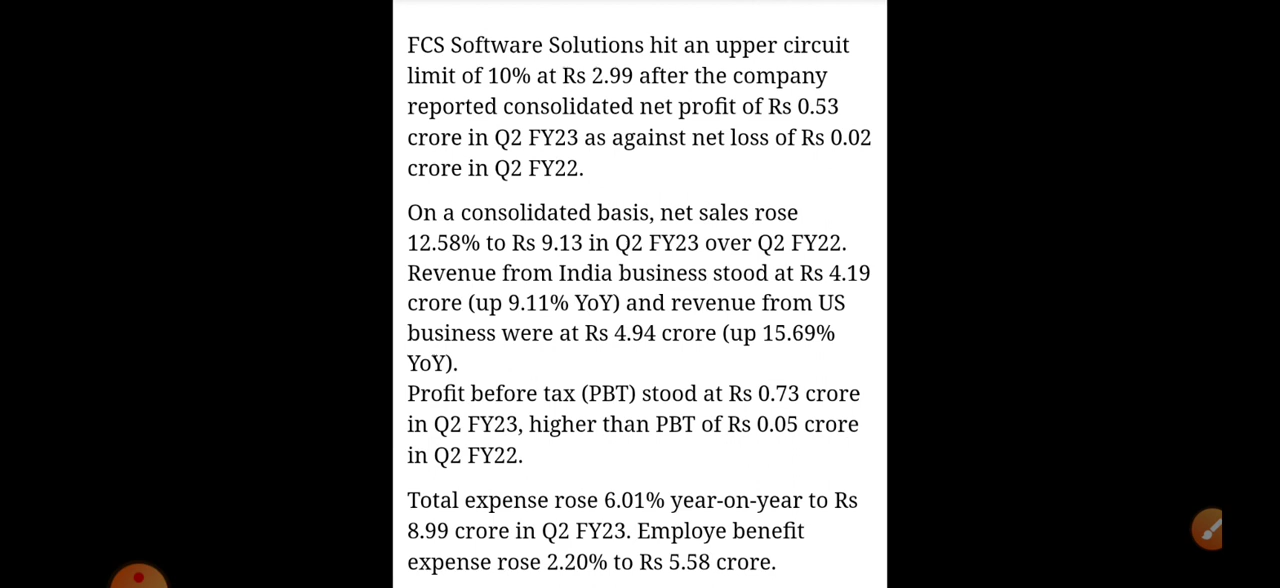 FCS Software Solutions hit an upper circuit
limit of 10% at Rs 2.99 after the company
reported consolidated net profit of Rs 0.53
crore in Q2 FY23 as against net loss of Rs 0.02
crore in Q2 FY22.
On a consolidated basis, net sales rose
12.58% to Rs 9.13 in Q2 FY23 over Q2 FY22.
Revenue from India business stood at Rs 4.19
crore (up 9.11% YoY) and revenue from US
business were at Rs 4.94 crore (up 15.69%
YoY).
Profit before tax (PBT) stood at Rs 0.73 crore
in Q2 FY23, higher than PBT of Rs 0.05 crore
in Q2 FY22.
Total expense rose 6.01% year-on-year to Rs
8.99 crore in Q2 FY23. Employe benefit
expense rose 2.20% to Rs 5.58 crore.